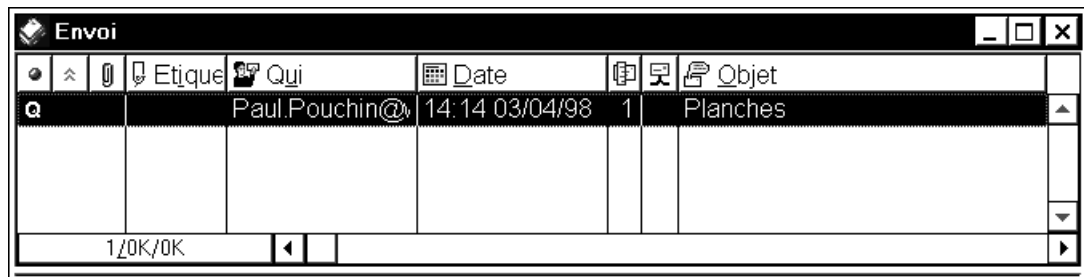 Envoi
Etique Qui Date Objet
Q Paul.Pouchin@ 14:14 03/04/98 1 Planches
1/0K/0K